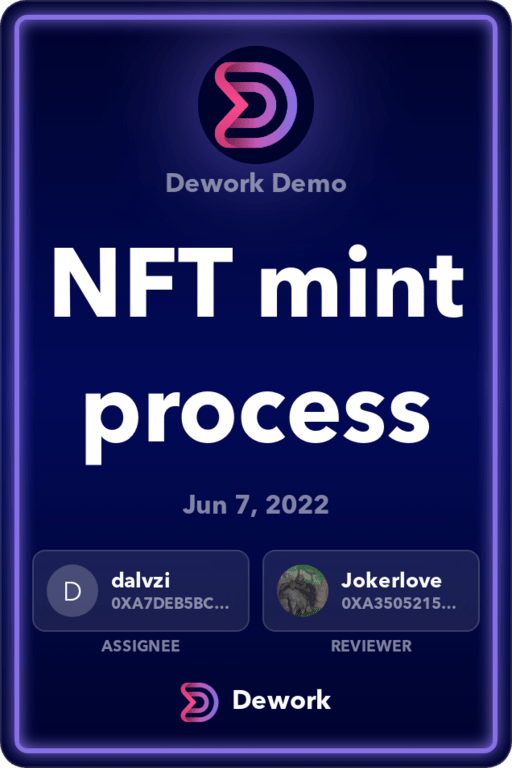 Dework Demo
NFT mint
process
Jun 7, 2022
D
dalvzi
0XA7DEB5BC...
ASSIGNEE
Jokerlove
0XA3505215...
REVIEWER
Dework